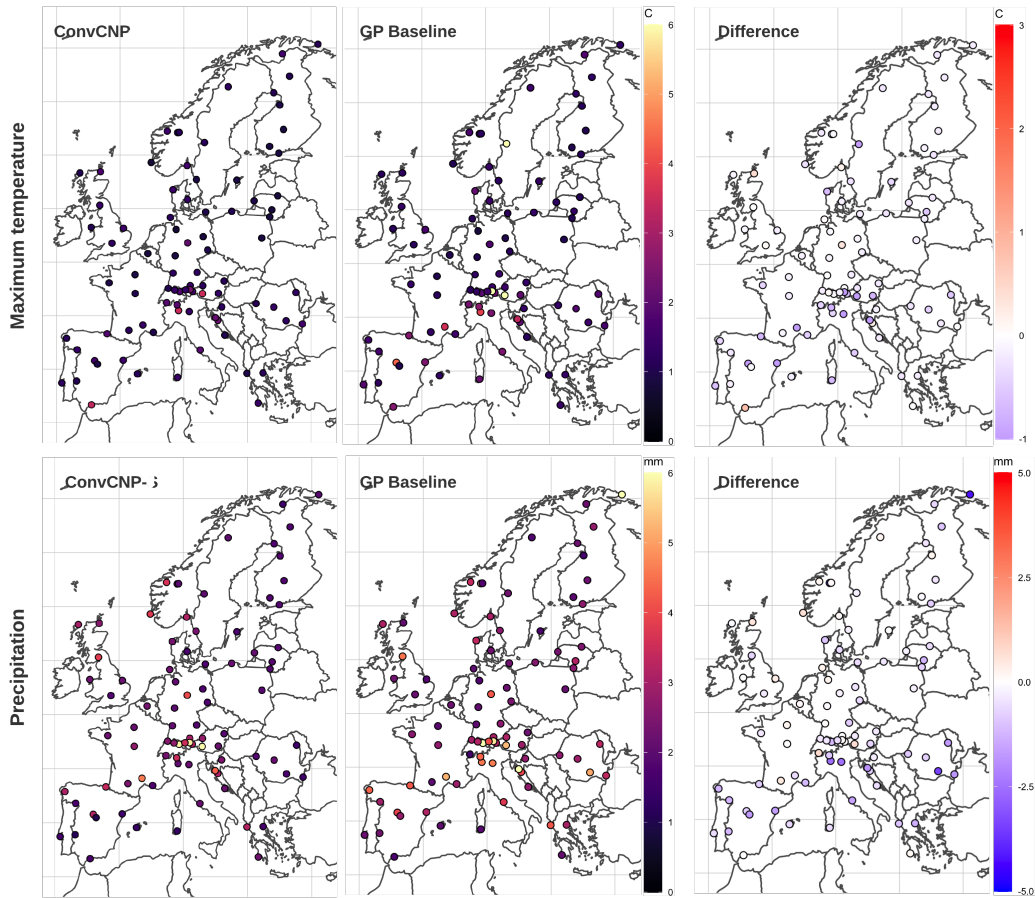 Maximum temperature
ConvCNP
GP Baseline
C
6
5
4
3
2
1
0
Difference
C
3
2
1
0
-1
Precipitation
ConvCNP-
GP Baseline
mm
6
5
4
3
2
1
0
Difference
mm
5.0
2.5
0.0
-2.5
-5.0